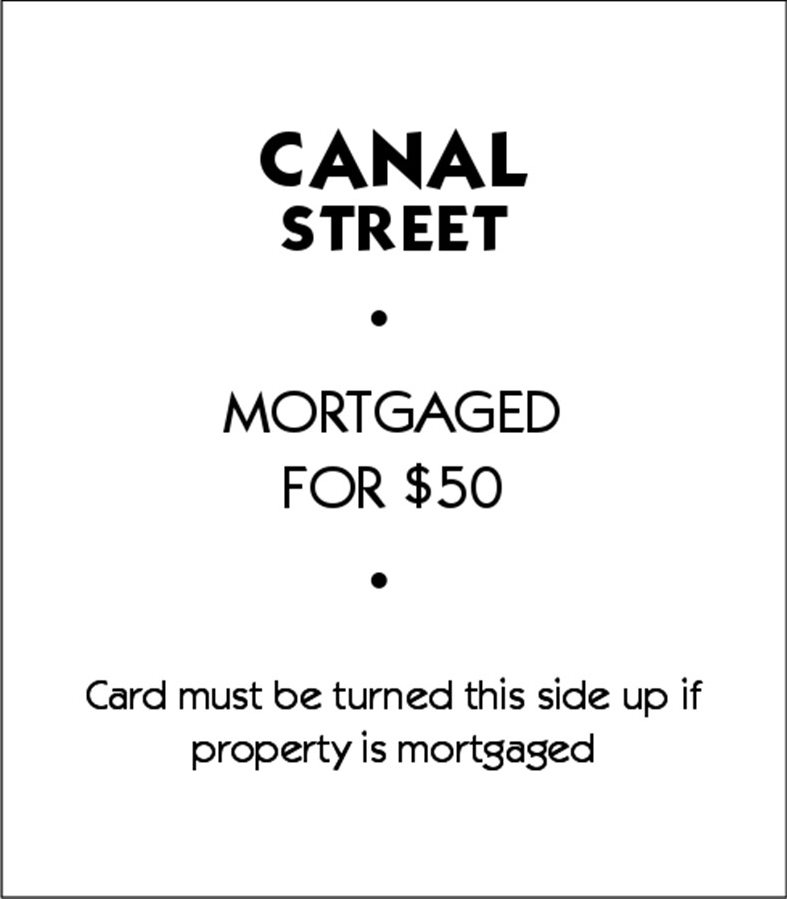 CANAL
STREET
•
MORTGAGED
FOR $50
•
Card must be turned this side up if
property is mortgaged